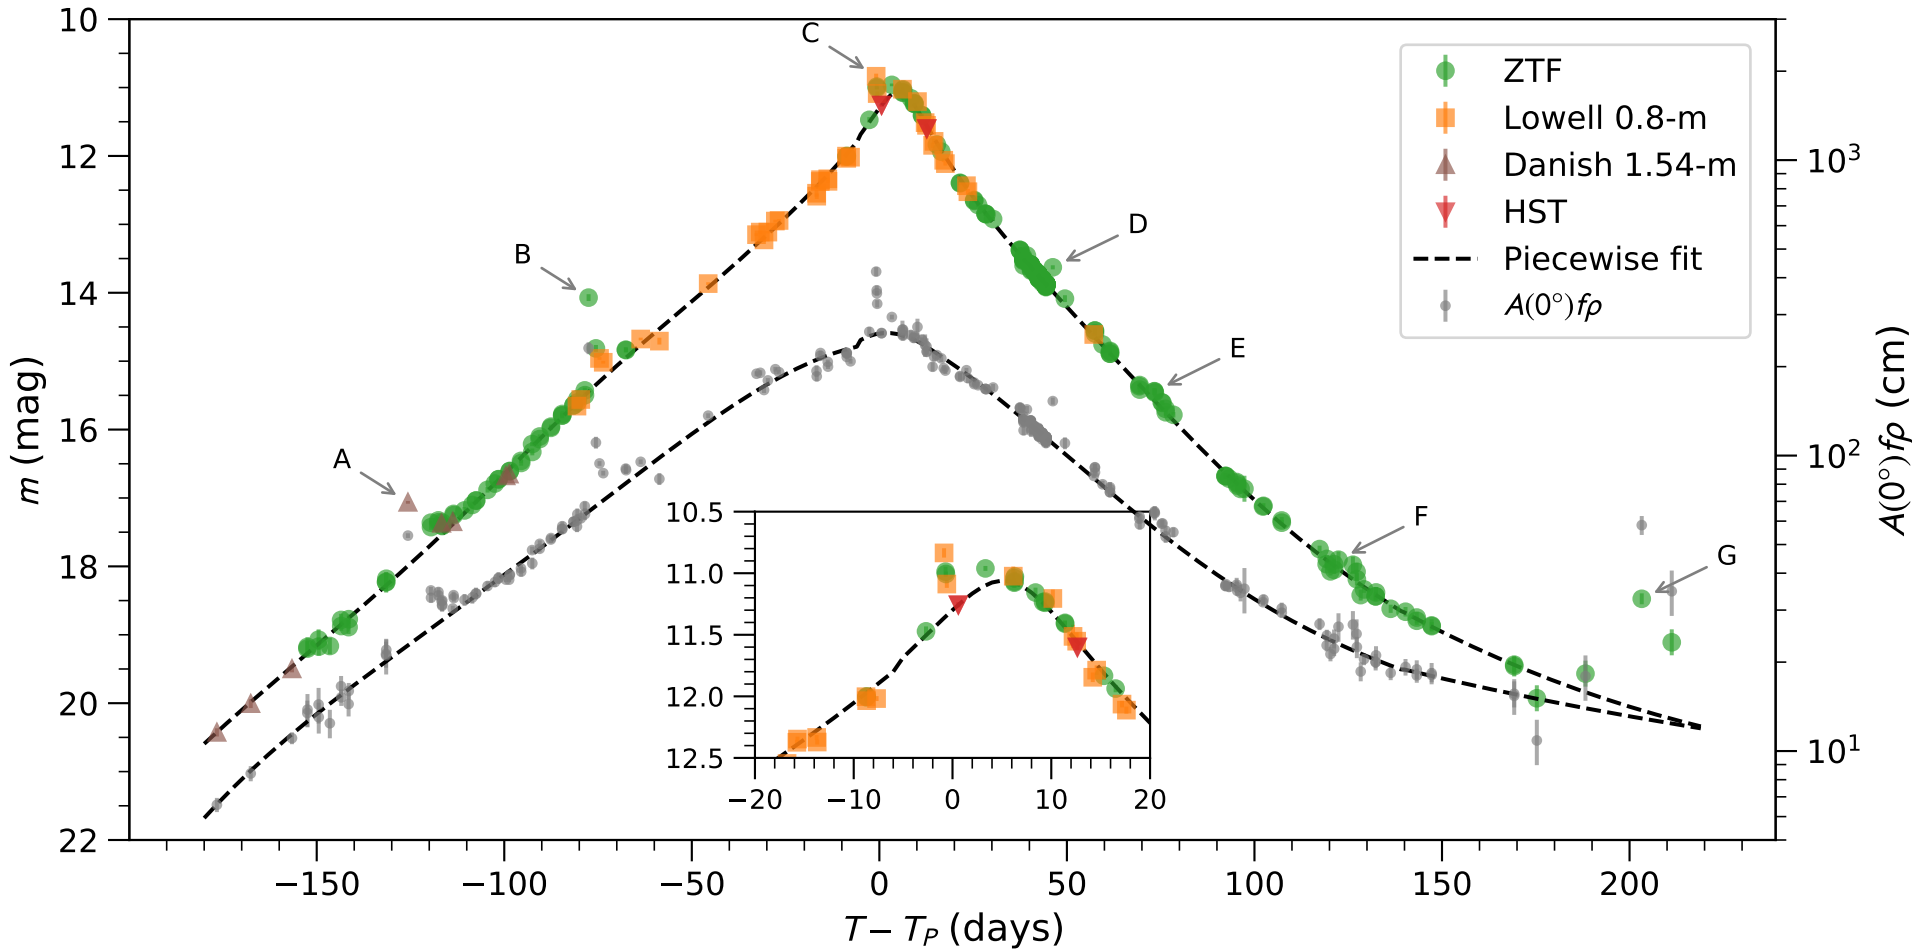 10
12
14
16
18
20
22
m (mag)
−150
−100
−50
0
50
100
150
200
T − T_P (days)
10³
10²
10¹
A(0°)fρ (cm)
ZTF
Lowell 0.8-m
Danish 1.54-m
HST
Piecewise fit
A(0°)fρ
A
B
C
D
E
F
G
10.5
11.0
11.5
12.0
12.5
−20
−10
0
10
20